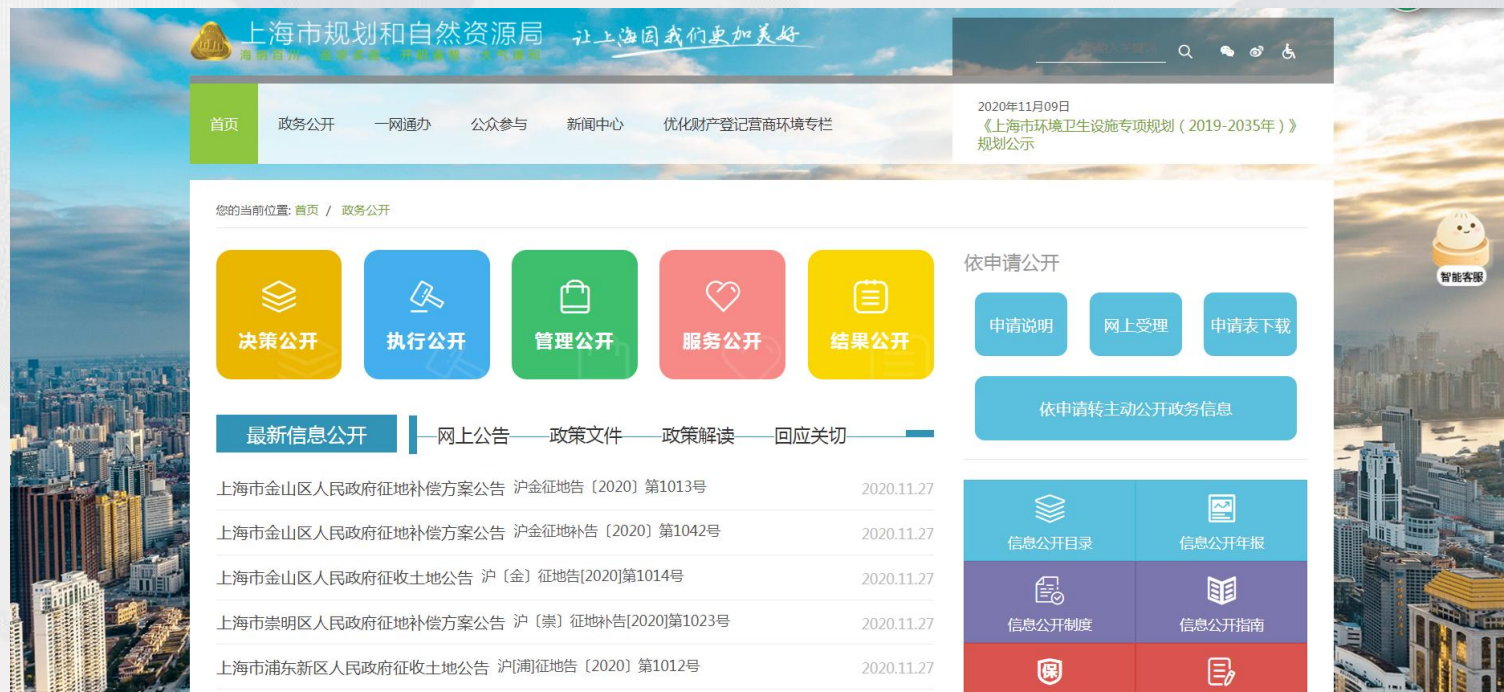 上海市规划和自然资源局
让上海因我们更加美好
首页
政务公开
一网通办
公众参与
新闻中心
优化财产登记营商环境专栏
2020年11月09日
《上海市环境卫生设施专项规划（2019-2035年）》
规划公示
您的当前位置: 首页 / 政务公开
决策公开
执行公开
管理公开
服务公开
结果公开
依申请公开
申请说明
网上受理
申请表下载
依申请转主动公开政务信息
智能客服
最新信息公开
网上公告
政策文件
政策解读
回应关切
上海市金山区人民政府征地补偿方案公告 沪金征地告〔2020〕第1013号 2020.11.27
上海市金山区人民政府征地补偿方案公告 沪金征地补告〔2020〕第1042号 2020.11.27
上海市金山区人民政府征收土地公告 沪〔金〕征地告[2020]第1014号 2020.11.27
上海市崇明区人民政府征地补偿方案公告 沪〔崇〕征地补告[2020]第1023号 2020.11.27
上海市浦东新区人民政府征收土地公告 沪[浦]征地告〔2020〕第1012号 2020.11.27
信息公开目录
信息公开年报
信息公开制度
信息公开指南
保